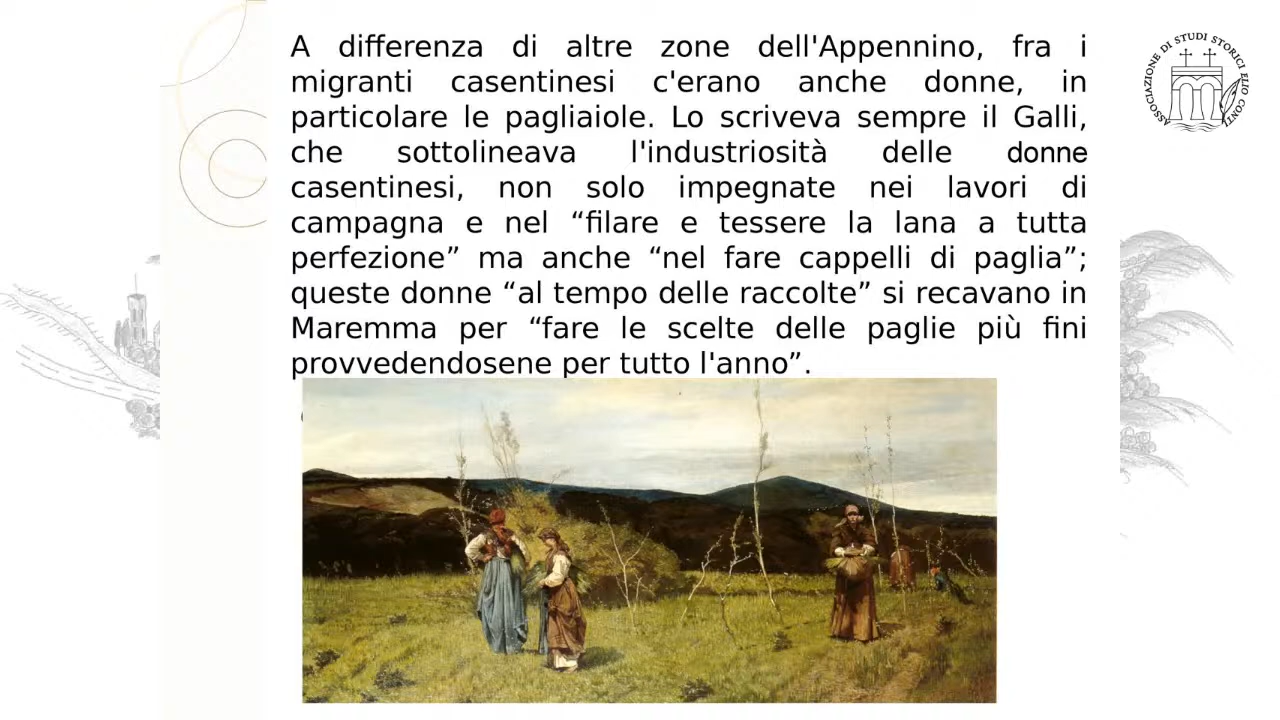 A differenza di altre zone dell'Appennino, fra i
migranti casentinesi c'erano anche donne, in
particolare le pagliaiole. Lo scriveva sempre il Galli,
che sottolineava l'industriosità delle donne
casentinesi, non solo impegnate nei lavori di
campagna e nel “filare e tessere la lana a tutta
perfezione” ma anche “nel fare cappelli di paglia”;
queste donne “al tempo delle raccolte” si recavano in
Maremma per “fare le scelte delle paglie più fini
provvedendosene per tutto l'anno”.
ASSOCIAZIONE DI STUDI STORICI ELIO CONTI